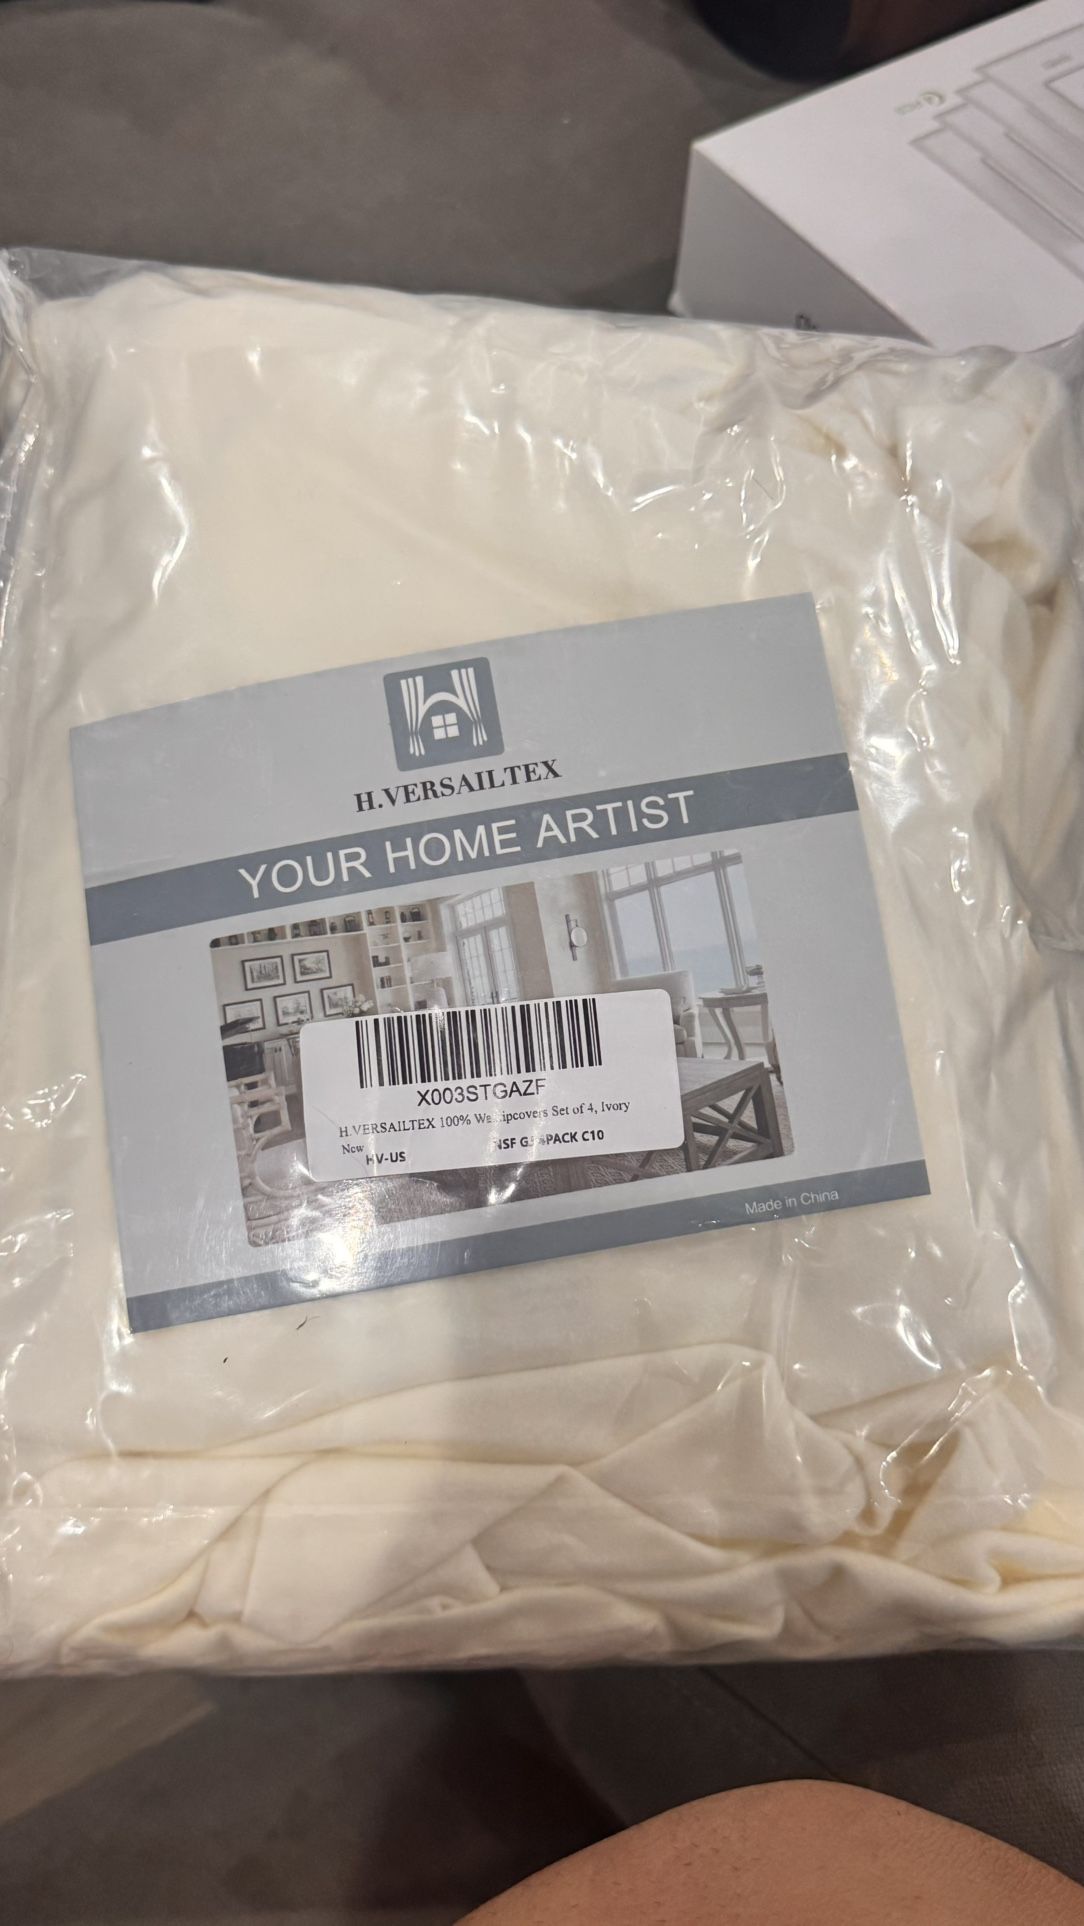 H.VERSAILTEX
YOUR HOME ARTIST
X003STGAZF
H.VERSAILTEX 100% Wa...ipcovers Set of 4, Ivory
New
HV-US
PACK C10
Made in China